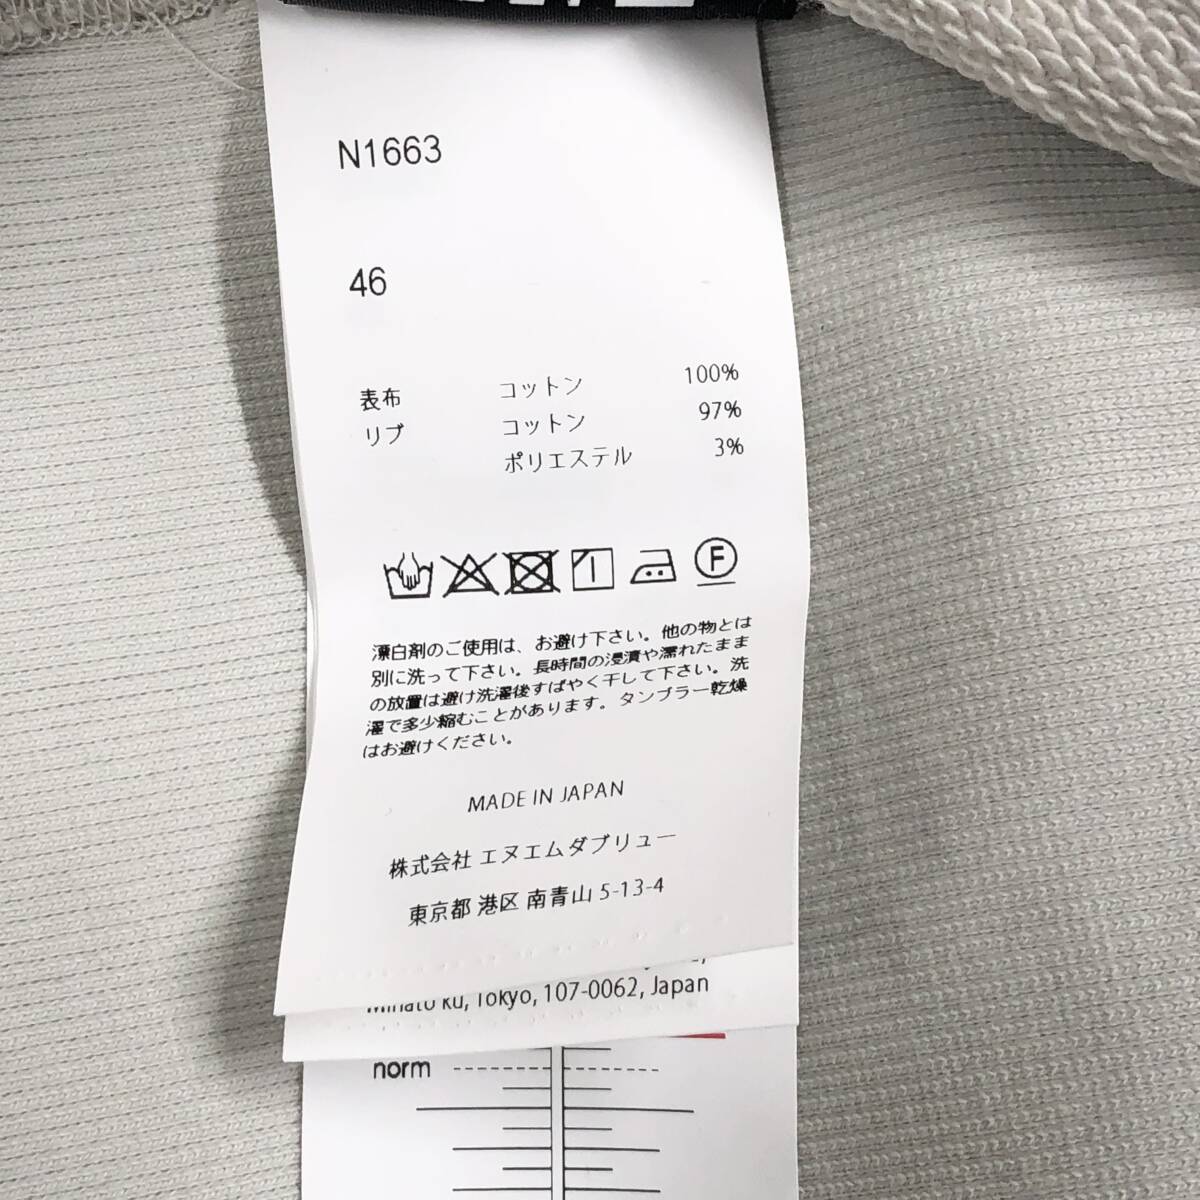 N1663
46
表布 コットン 100%
リブ コットン 97%
ポリエステル 3%
F
漂白剤のご使用は、お避け下さい。他の物とは
別に洗って下さい。長時間の浸漬や濡れたまま
の放置は避け洗濯後すばやく干して下さい。洗
濯で多少縮むことがあります。タンブラー乾燥
はお避けください。
MADE IN JAPAN
株式会社 エヌエムダブリュー
東京都 港区 南青山 5-13-4
Minato ku, Tokyo, 107-0062, Japan
norm